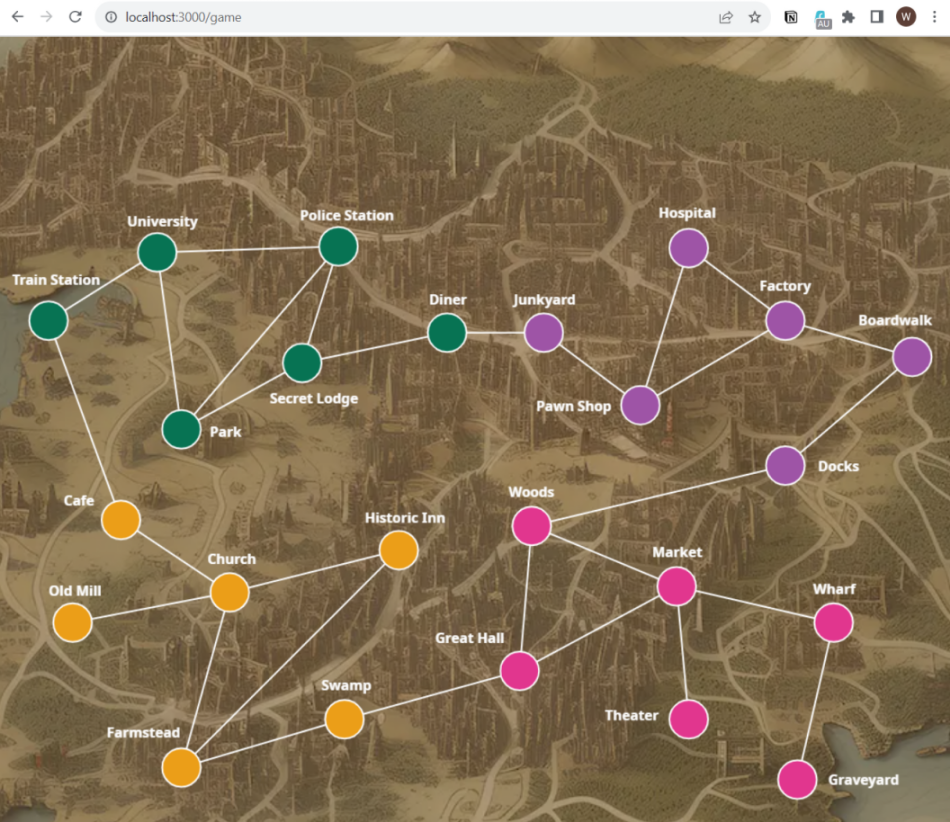 localhost:3000/game
AU
W
Police Station
University
Hospital
Train Station
Factory
Diner
Junkyard
Boardwalk
Secret Lodge
Pawn Shop
Park
Docks
Woods
Cafe
Historic Inn
Market
Church
Old Mill
Wharf
Great Hall
Swamp
Theater
Farmstead
Graveyard